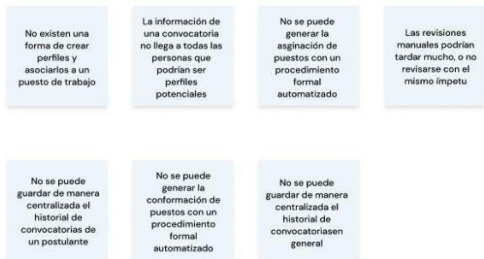 No existen una
forma de crear
perfiles y
asociarlos a un
puesto de trabajo
La información de
una convocatoria
no llega a todas las
personas que
podrían ser
perfiles
potenciales
No se puede
generar la
asginación de
puestos con un
procedimiento
formal
automatizado
Las revisiones
manuales podrían
tardar mucho, o no
revisarse con el
mismo ímpetu
No se puede
guardar de manera
centralizada el
historial de
convocatorias de
un postulante
No se puede
generar la
conformación de
puestos con un
procedimiento
formal
automatizado
No se puede
guardar de manera
centralizada el
historial de
convocatoriasen
general